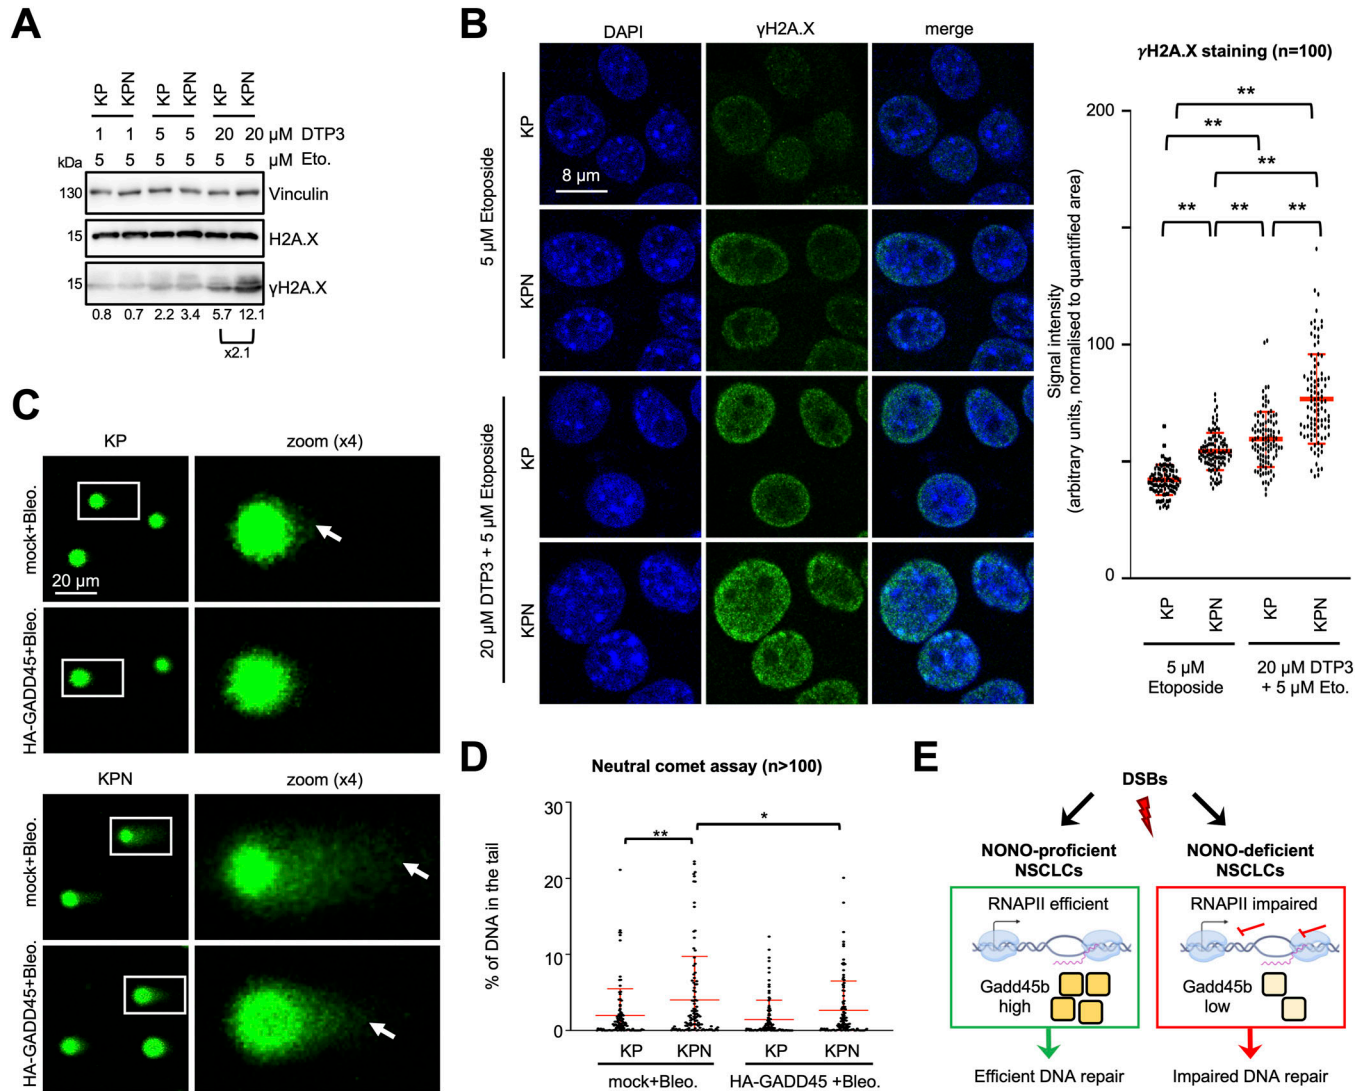 A
KP KPN KP KPN KP KPN
1 1 5 5 20 20 µM DTP3
kDa 5 5 5 5 5 5 µM Eto.
130 Vinculin
15 H2A.X
15 γH2A.X
0.8 0.7 2.2 3.4 5.7 12.1
x2.1
B
DAPI γH2A.X merge
5 µM Etoposide
KP
8 µm
KPN
20 µM DTP3 + 5 µM Etoposide
KP
KPN
γH2A.X staining (n=100)
Signal intensity
(arbitrary units, normalised to quantified area)
200
100
0
**
**
**
** ** **
KP KPN KP KPN
5 µM
Etoposide
20 µM DTP3
+ 5 µM Eto.
C
KP zoom (x4)
mock+Bleo.
20 µm
HA-GADD45+Bleo.
KPN zoom (x4)
mock+Bleo.
HA-GADD45+Bleo.
D
Neutral comet assay (n>100)
% of DNA in the tail
30
20
10
0
** *
KP KPN KP KPN
mock+Bleo. HA-GADD45 +Bleo.
E
DSBs
NONO-proficient
NSCLCs
RNAPII efficient
Gadd45b
high
Efficient DNA repair
NONO-deficient
NSCLCs
RNAPII impaired
Gadd45b
low
Impaired DNA repair